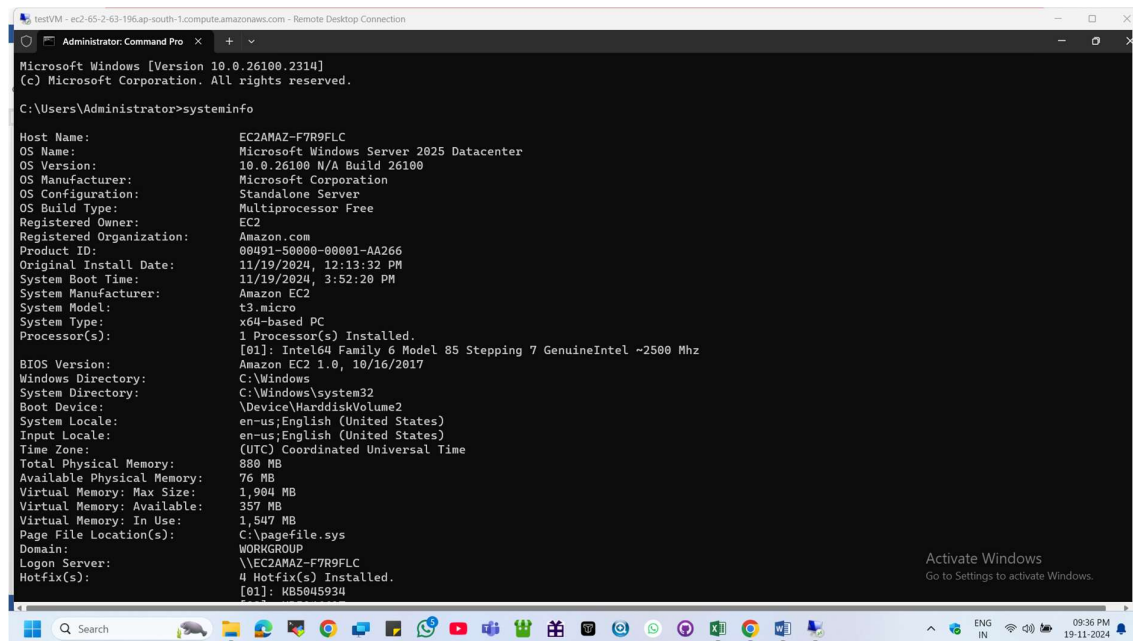 testVM - ec2-65-2-63-196.ap-south-1.compute.amazonaws.com - Remote Desktop Connection
Administrator: Command Pro
Microsoft Windows [Version 10.0.26100.2314]
(c) Microsoft Corporation. All rights reserved.
C:\Users\Administrator>systeminfo
Host Name: EC2AMAZ-F7R9FLC
OS Name: Microsoft Windows Server 2025 Datacenter
OS Version: 10.0.26100 N/A Build 26100
OS Manufacturer: Microsoft Corporation
OS Configuration: Standalone Server
OS Build Type: Multiprocessor Free
Registered Owner: EC2
Registered Organization: Amazon.com
Product ID: 00491-50000-00001-AA266
Original Install Date: 11/19/2024, 12:13:32 PM
System Boot Time: 11/19/2024, 3:52:20 PM
System Manufacturer: Amazon EC2
System Model: t3.micro
System Type: x64-based PC
Processor(s): 1 Processor(s) Installed.
[01]: Intel64 Family 6 Model 85 Stepping 7 GenuineIntel ~2500 Mhz
BIOS Version: Amazon EC2 1.0, 10/16/2017
Windows Directory: C:\Windows
System Directory: C:\Windows\system32
Boot Device: \Device\HarddiskVolume2
System Locale: en-us;English (United States)
Input Locale: en-us;English (United States)
Time Zone: (UTC) Coordinated Universal Time
Total Physical Memory: 880 MB
Available Physical Memory: 76 MB
Virtual Memory: Max Size: 1,904 MB
Virtual Memory: Available: 357 MB
Virtual Memory: In Use: 1,547 MB
Page File Location(s): C:\pagefile.sys
Domain: WORKGROUP
Logon Server: \\EC2AMAZ-F7R9FLC
Hotfix(s): 4 Hotfix(s) Installed.
[01]: KB5045934
Activate Windows
Go to Settings to activate Windows.
Search
ENG
IN
09:36 PM
19-11-2024